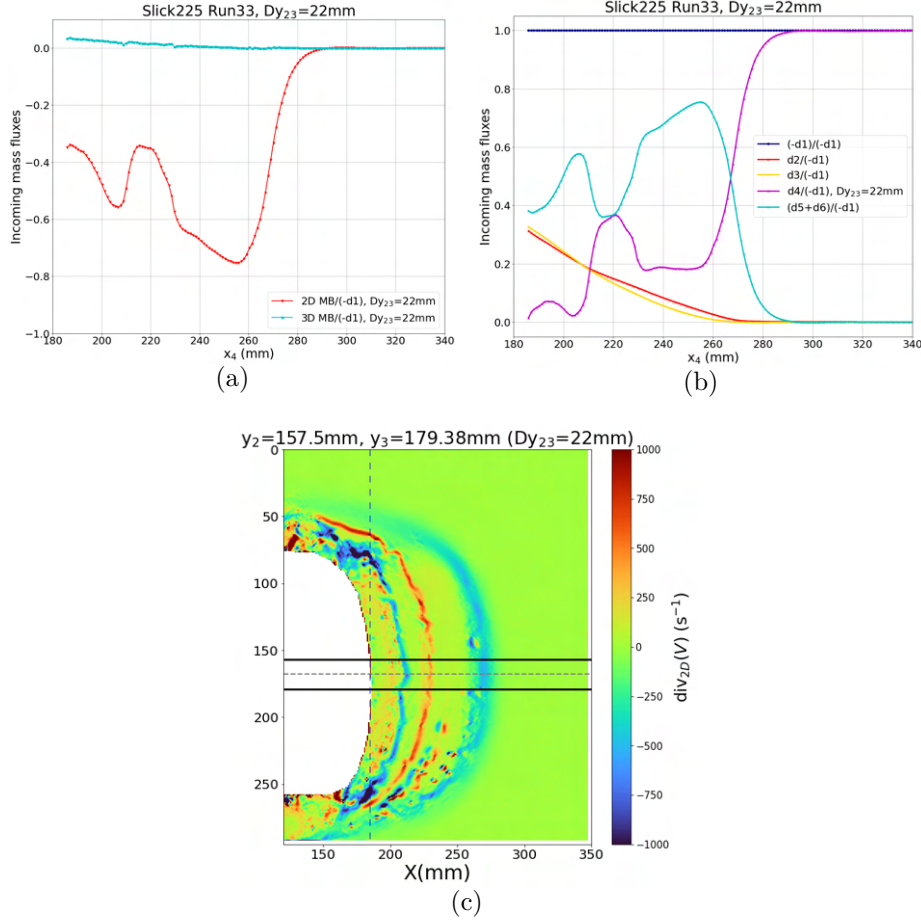 Slick225 Run33, Dy₂₃=22mm
0.0
−0.2
−0.4
−0.6
−0.8
−1.0
Incoming mass fluxes
2D MB/(-d1), Dy₂₃=22mm
3D MB/(-d1), Dy₂₃=22mm
180 200 220 240 260 280 300 320 340
x₄ (mm)
(a)
Slick225 Run33, Dy₂₃=22mm
1.0
0.8
0.6
0.4
0.2
0.0
Incoming mass fluxes
(-d1)/(-d1)
d2/(-d1)
d3/(-d1)
d4/(-d1), Dy₂₃=22mm
(d5+d6)/(-d1)
180 200 220 240 260 280 300 320 340
x₄ (mm)
(b)
y₂=157.5mm, y₃=179.38mm (Dy₂₃=22mm)
0
50
100
150
200
250
150 200 250 300 350
X(mm)
1000
750
500
250
0
−250
−500
−750
−1000
div₂D(V) (s⁻¹)
(c)